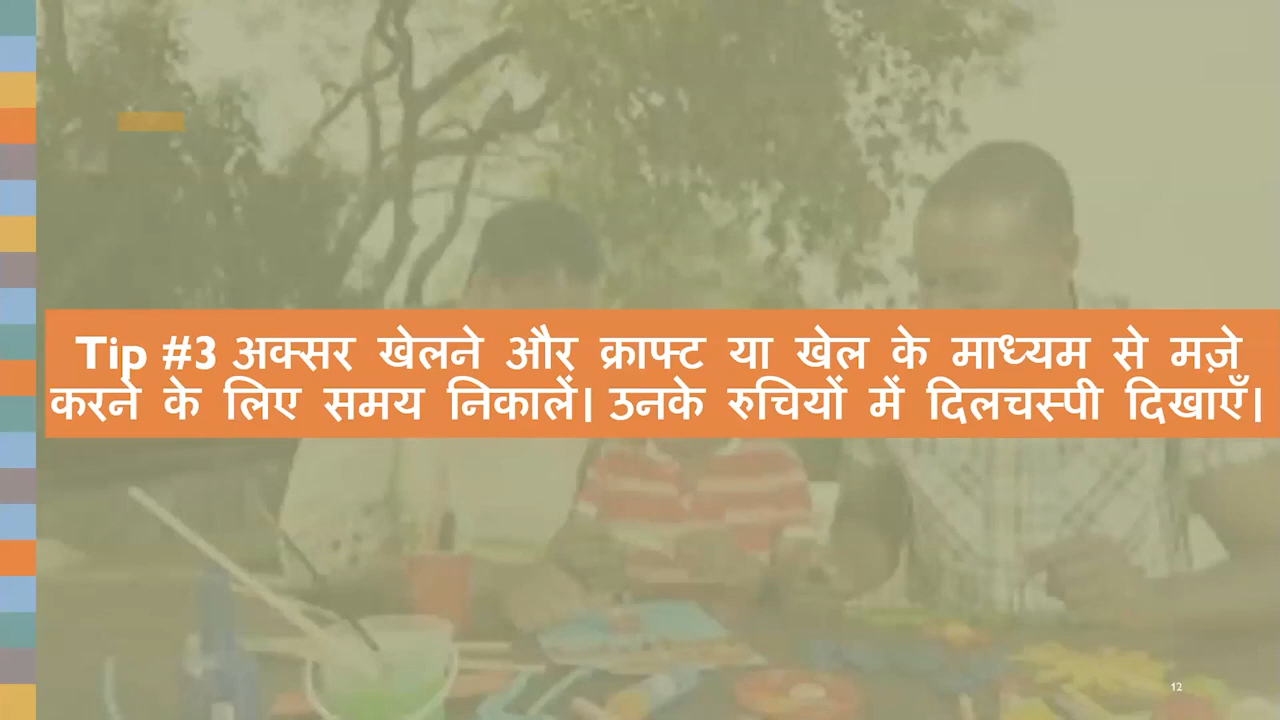 Tip #3 अक्सर खेलने और क्राफ्ट या खेल के माध्यम से मज़े
करने के लिए समय निकालें। उनके रुचियों में दिलचस्पी दिखाएँ।
12